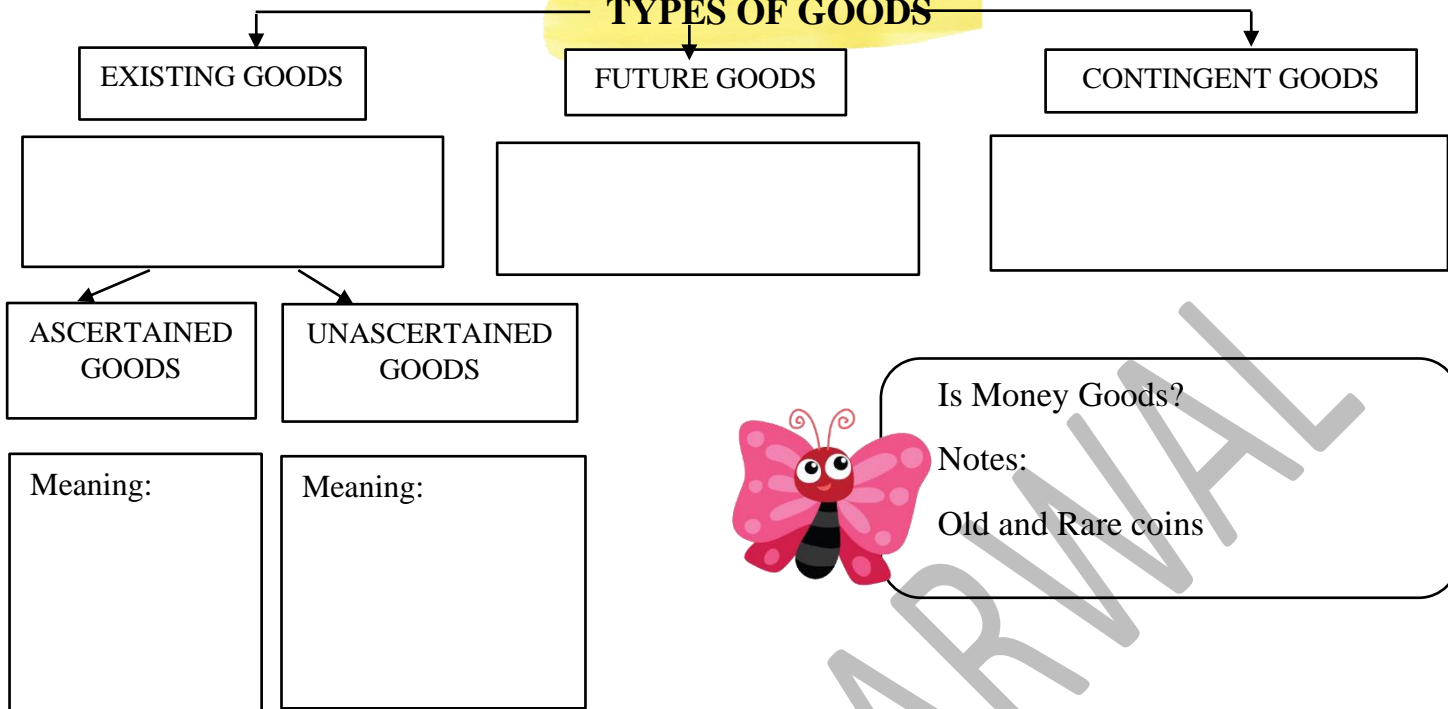 TYPES OF GOODS
EXISTING GOODS
FUTURE GOODS
CONTINGENT GOODS
ASCERTAINED
GOODS
UNASCERTAINED
GOODS
Meaning:
Meaning:
Is Money Goods?
Notes:
Old and Rare coins
ARWAL